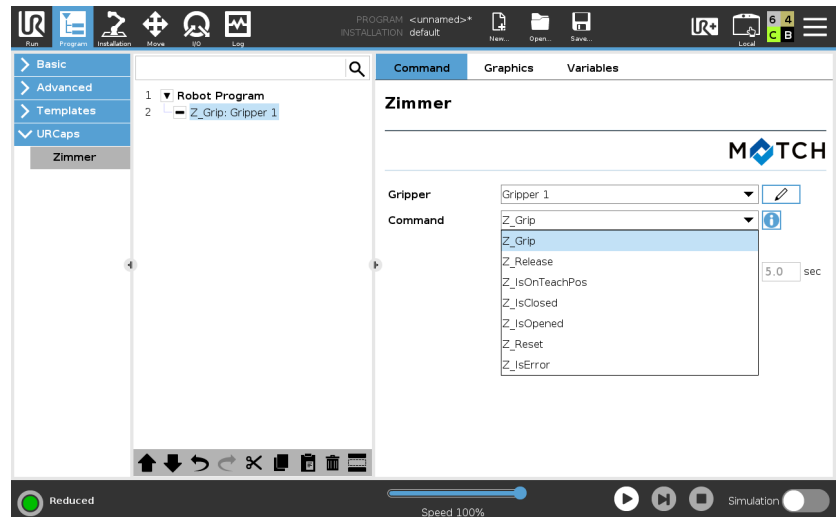 UR
Run
Program
Installation
Move
I/O
Log
PROGRAM <unnamed>*
INSTALLATION default
New...
Open...
Save...
UR+
Local
6 4
C B
Basic
Advanced
Templates
URCaps
Zimmer
1 Robot Program
2 Z_Grip: Gripper 1
Command Graphics Variables
Zimmer
MATCH
Gripper Gripper 1
Command Z_Grip
Z_Grip
Z_Release
Z_IsOnTeachPos
Z_IsClosed
Z_IsOpened
Z_Reset
Z_IsError
5.0 sec
Reduced
Speed 100%
Simulation